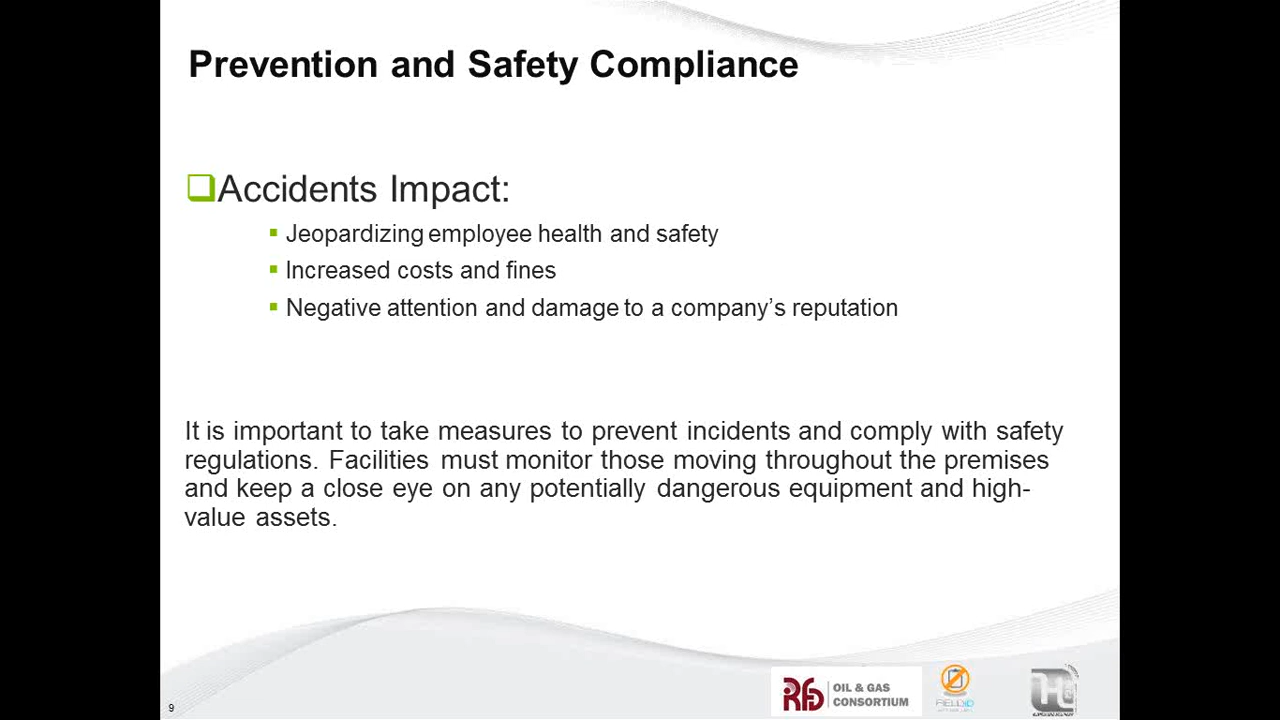 Prevention and Safety Compliance
Accidents Impact:
Jeopardizing employee health and safety
Increased costs and fines
Negative attention and damage to a company’s reputation
It is important to take measures to prevent incidents and comply with safety
regulations. Facilities must monitor those moving throughout the premises
and keep a close eye on any potentially dangerous equipment and high-
value assets.
9
OIL & GAS
CONSORTIUM